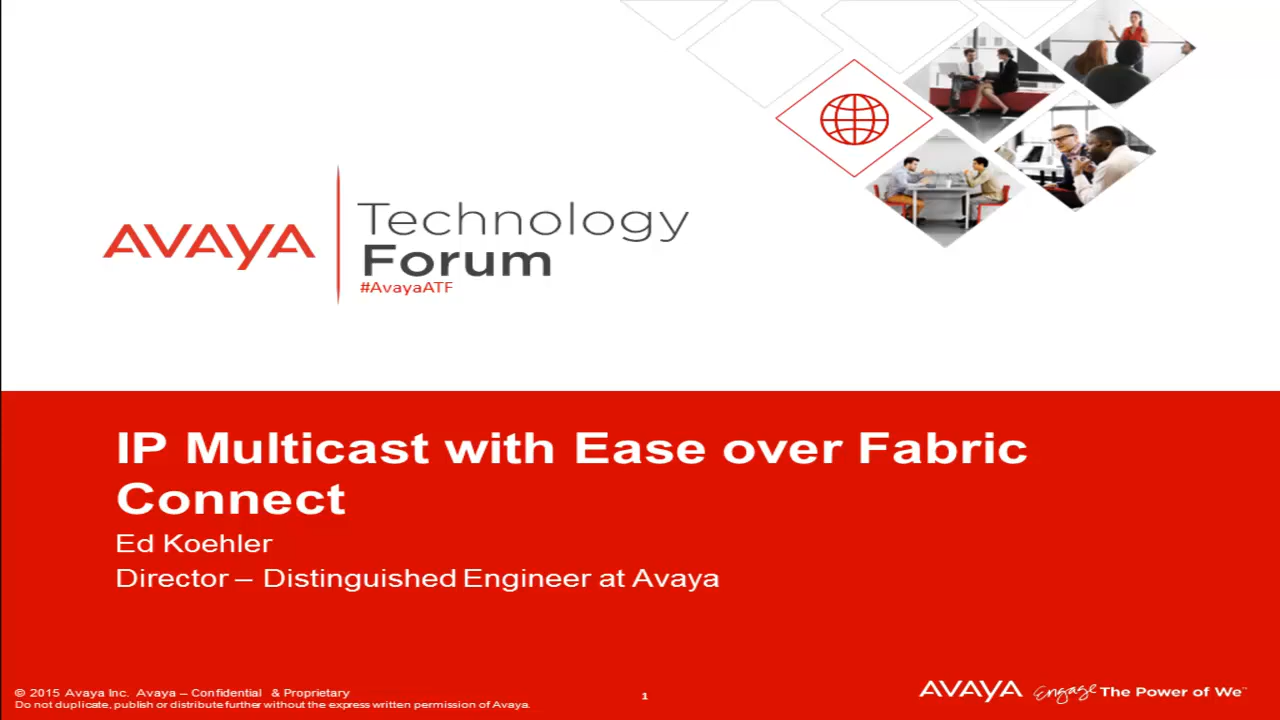 AVAYA
Technology
Forum
#AvayaATF
IP Multicast with Ease over Fabric
Connect
Ed Koehler
Director – Distinguished Engineer at Avaya
© 2015 Avaya Inc. Avaya – Confidential & Proprietary
Do not duplicate, publish or distribute further without the express written permission of Avaya.
1
AVAYA Engage The Power of We™